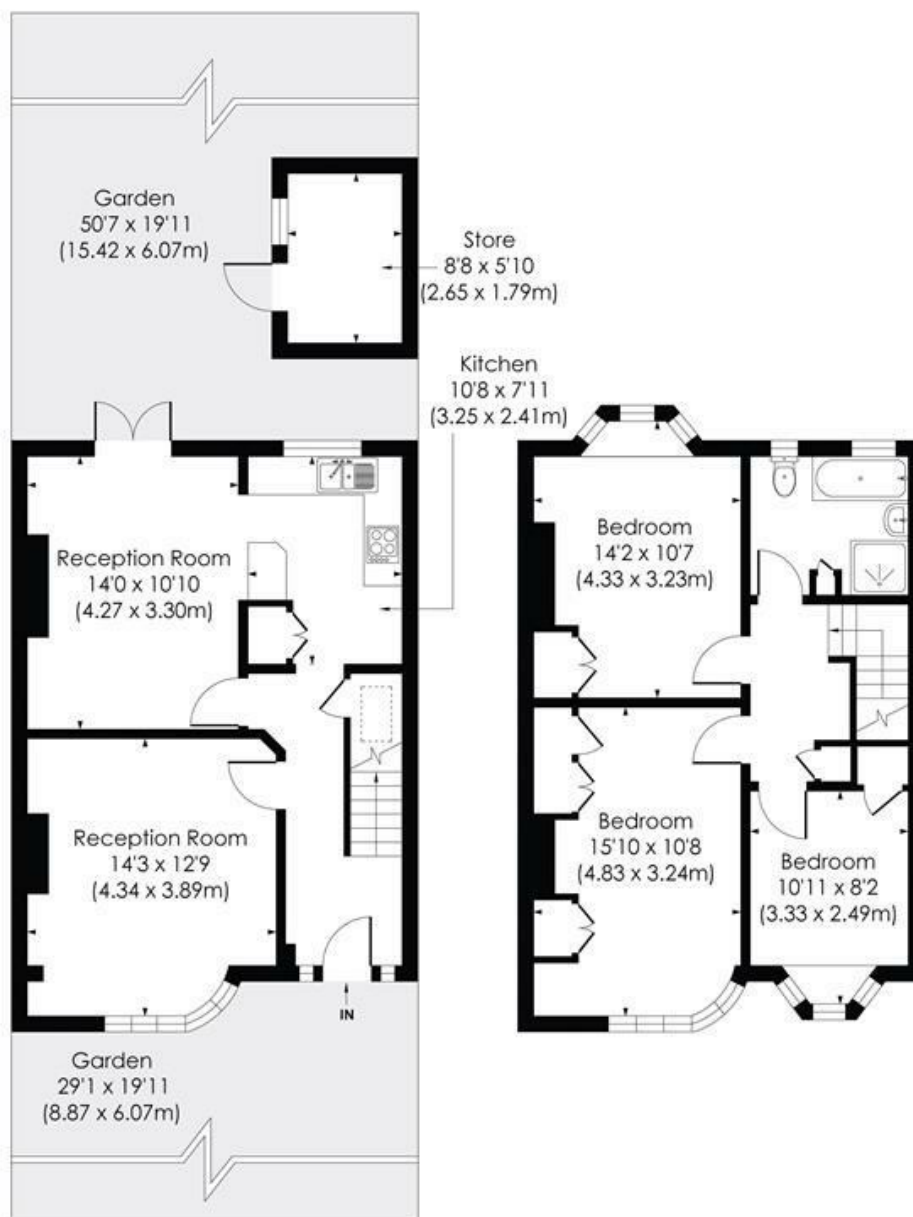 Garden
50'7 x 19'11
(15.42 x 6.07m)
Store
8'8 x 5'10
(2.65 x 1.79m)
Kitchen
10'8 x 7'11
(3.25 x 2.41m)
Reception Room
14'0 x 10'10
(4.27 x 3.30m)
Bedroom
14'2 x 10'7
(4.33 x 3.23m)
Reception Room
14'3 x 12'9
(4.34 x 3.89m)
Bedroom
15'10 x 10'8
(4.83 x 3.24m)
Bedroom
10'11 x 8'2
(3.33 x 2.49m)
IN
Garden
29'1 x 19'11
(8.87 x 6.07m)